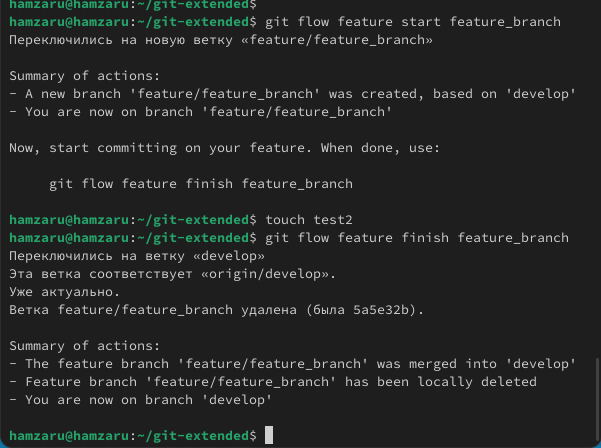 hamzaru@hamzaru:~/git-extended$
hamzaru@hamzaru:~/git-extended$ git flow feature start feature_branch
Переключились на новую ветку «feature/feature_branch»
Summary of actions:
- A new branch 'feature/feature_branch' was created, based on 'develop'
- You are now on branch 'feature/feature_branch'
Now, start committing on your feature. When done, use:
git flow feature finish feature_branch
hamzaru@hamzaru:~/git-extended$ touch test2
hamzaru@hamzaru:~/git-extended$ git flow feature finish feature_branch
Переключились на ветку «develop»
Эта ветка соответствует «origin/develop».
Уже актуально.
Ветка feature/feature_branch удалена (была 5a5e32b).
Summary of actions:
- The feature branch 'feature/feature_branch' was merged into 'develop'
- Feature branch 'feature/feature_branch' has been locally deleted
- You are now on branch 'develop'
hamzaru@hamzaru:~/git-extended$